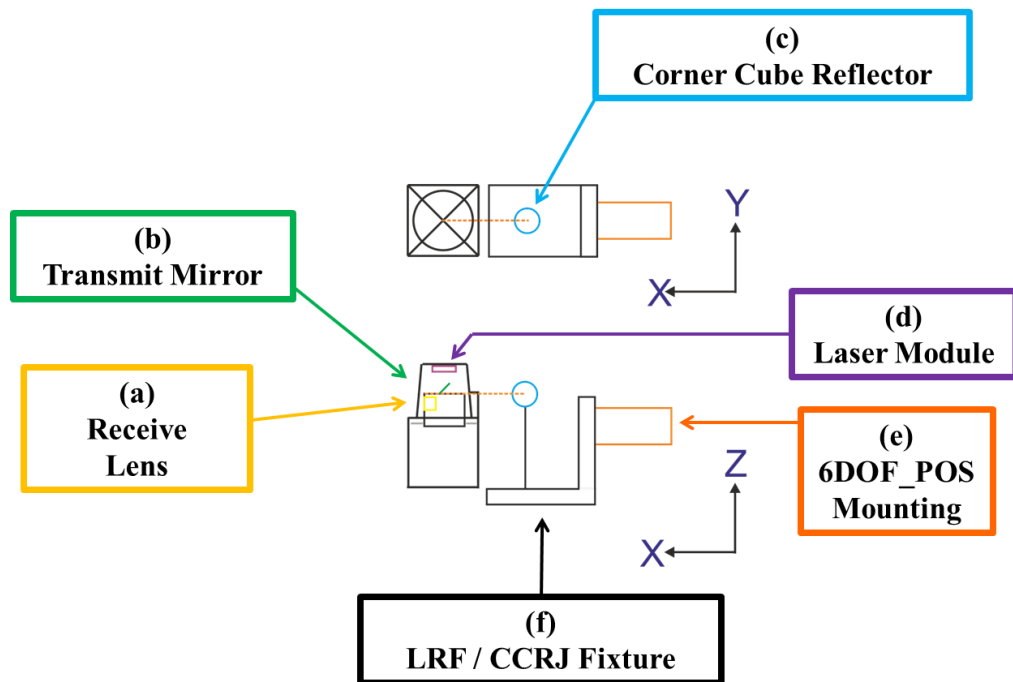 (c)
Corner Cube Reflector
(b)
Transmit Mirror
Y
X
(d)
Laser Module
(a)
Receive
Lens
(e)
6DOF_POS
Mounting
Z
X
(f)
LRF / CCRJ Fixture